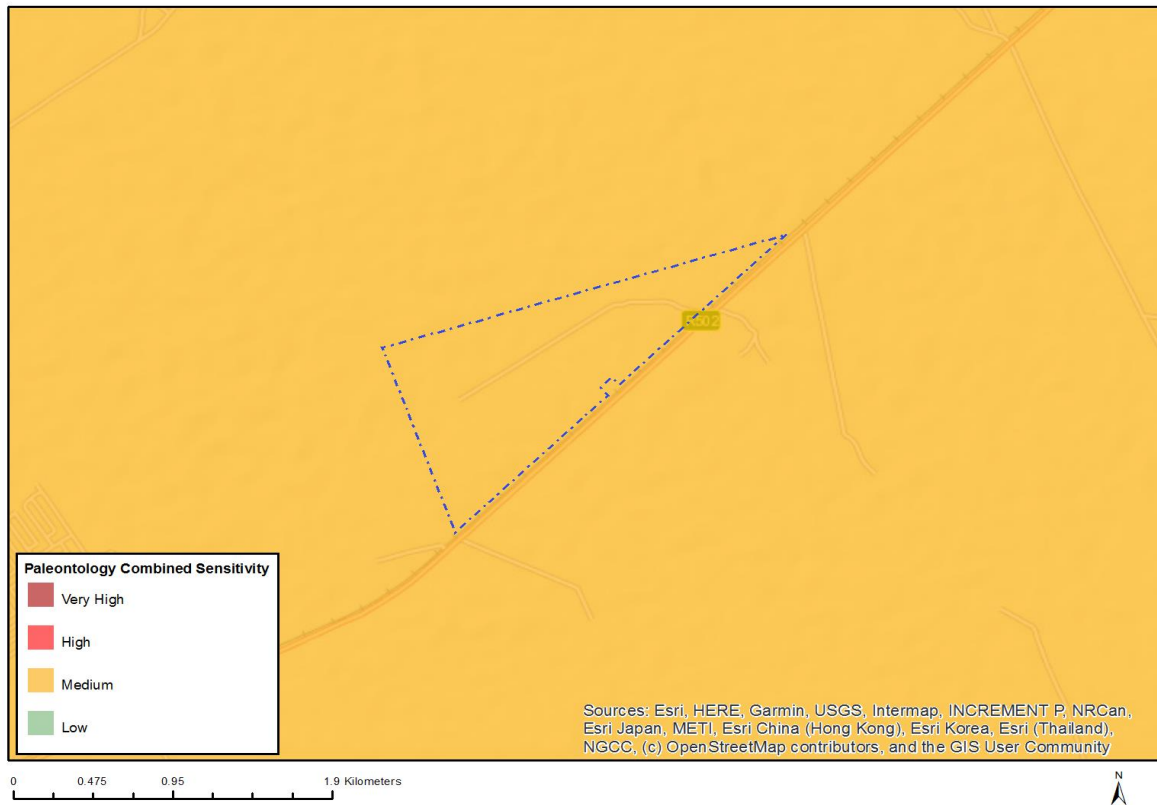 Paleontology Combined Sensitivity
Very High
High
Medium
Low
Sources: Esri, HERE, Garmin, USGS, Intermap, INCREMENT P, NRCan,
Esri Japan, METI, Esri China (Hong Kong), Esri Korea, Esri (Thailand),
NGCC, (c) OpenStreetMap contributors, and the GIS User Community
0 0.475 0.95 1.9 Kilometers
N